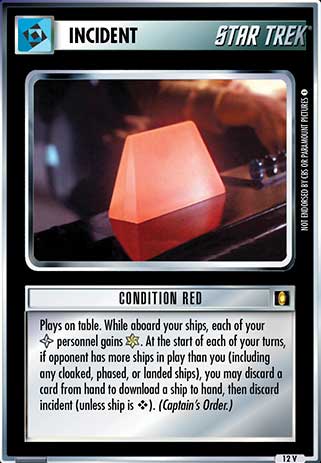 INCIDENT
STAR TREK
NOT ENDORSED BY CBS OR PARAMOUNT PICTURES
CONDITION RED
Plays on table. While aboard your ships, each of your
personnel gains . At the start of each of your turns,
if opponent has more ships in play than you (including
any cloaked, phased, or landed ships), you may discard a
card from hand to download a ship to hand, then discard
incident (unless ship is ). (Captain's Order.)
12 V